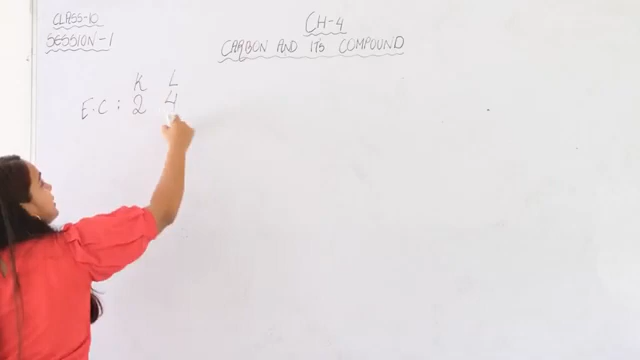 CLASS-10
SESSION-1
CH-4
CARBON AND ITS COMPOUND
K L
E.C : 2 4